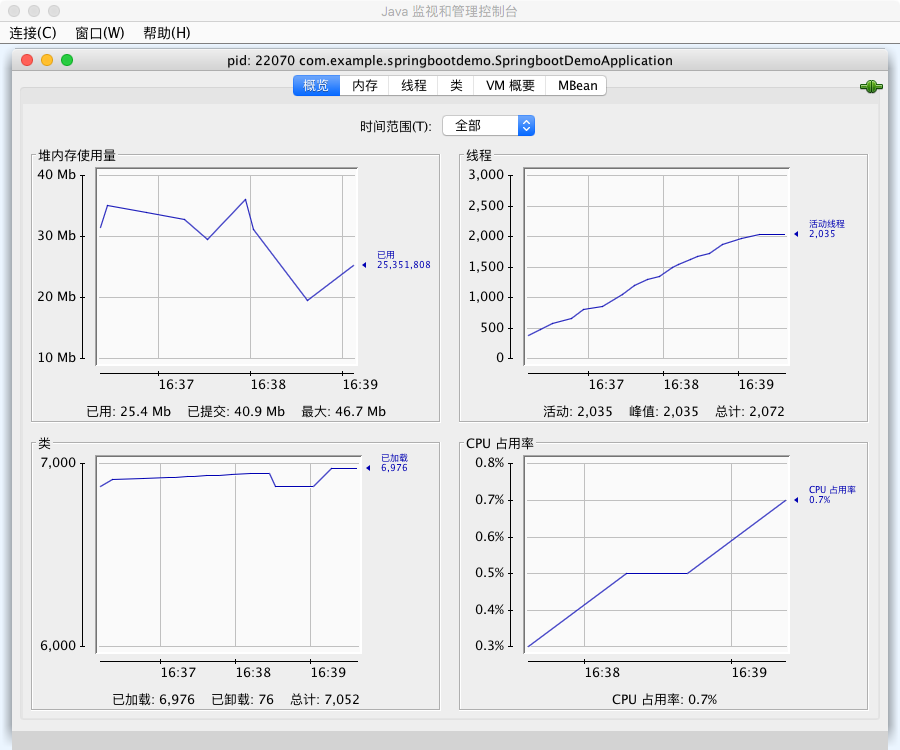 Java 监视和管理控制台
连接(C) 窗口(W) 帮助(H)
pid: 22070 com.example.springbootdemo.SpringbootDemoApplication
概览 内存 线程 类 VM 概要 MBean
时间范围(T): 全部
堆内存使用量
40 Mb
30 Mb
20 Mb
10 Mb
已用
25,351,808
16:37 16:38 16:39
已用: 25.4 Mb 已提交: 40.9 Mb 最大: 46.7 Mb
线程
3,000
2,500
2,000
1,500
1,000
500
0
活动线程
2,035
16:37 16:38 16:39
活动: 2,035 峰值: 2,035 总计: 2,072
类
7,000
6,000
已加载
6,976
16:37 16:38 16:39
已加载: 6,976 已卸载: 76 总计: 7,052
CPU 占用率
0.8%
0.7%
0.6%
0.5%
0.4%
0.3%
CPU 占用率
0.7%
16:38 16:39
CPU 占用率: 0.7%